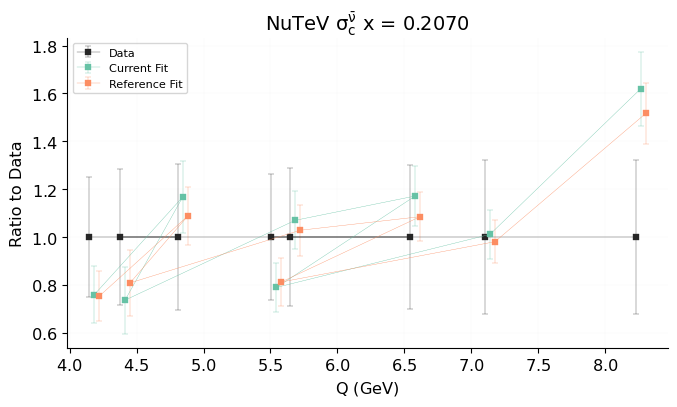 NuTeV σ_c^ν̄ x = 0.2070
Data
Current Fit
Reference Fit
Ratio to Data
1.8
1.6
1.4
1.2
1.0
0.8
0.6
4.0 4.5 5.0 5.5 6.0 6.5 7.0 7.5 8.0
Q (GeV)